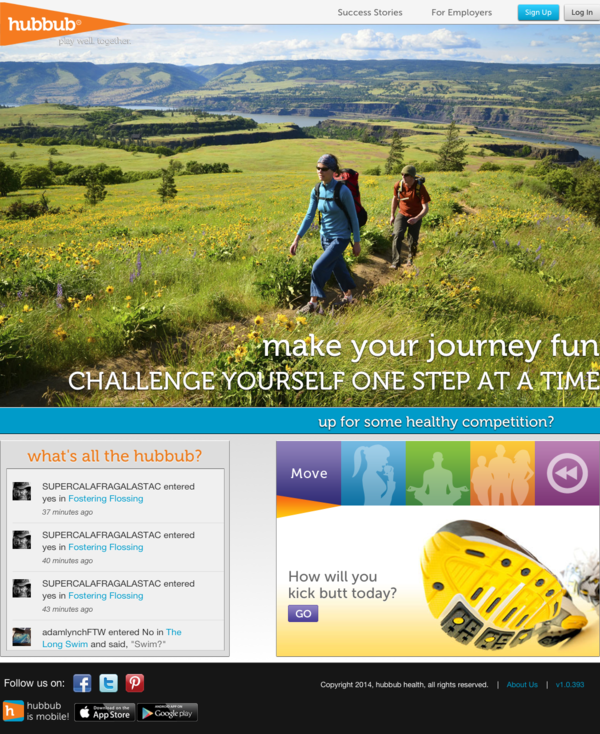 hubbub®
play well, together.
Success Stories
For Employers
Sign Up
Log In
make your journey fun
CHALLENGE YOURSELF ONE STEP AT A TIME
up for some healthy competition?
what's all the hubbub?
SUPERCALAFRAGALASTAC entered
yes in Fostering Flossing
37 minutes ago
SUPERCALAFRAGALASTAC entered
yes in Fostering Flossing
40 minutes ago
SUPERCALAFRAGALASTAC entered
yes in Fostering Flossing
43 minutes ago
adamlynchFTW entered No in The
Long Swim and said, "Swim?"
Move
How will you
kick butt today?
GO
Follow us on:
Copyright 2014, hubbub health, all rights reserved. | About Us | v1.0.393
hubbub
is mobile!
Download on the
App Store
ANDROID APP ON
Google play